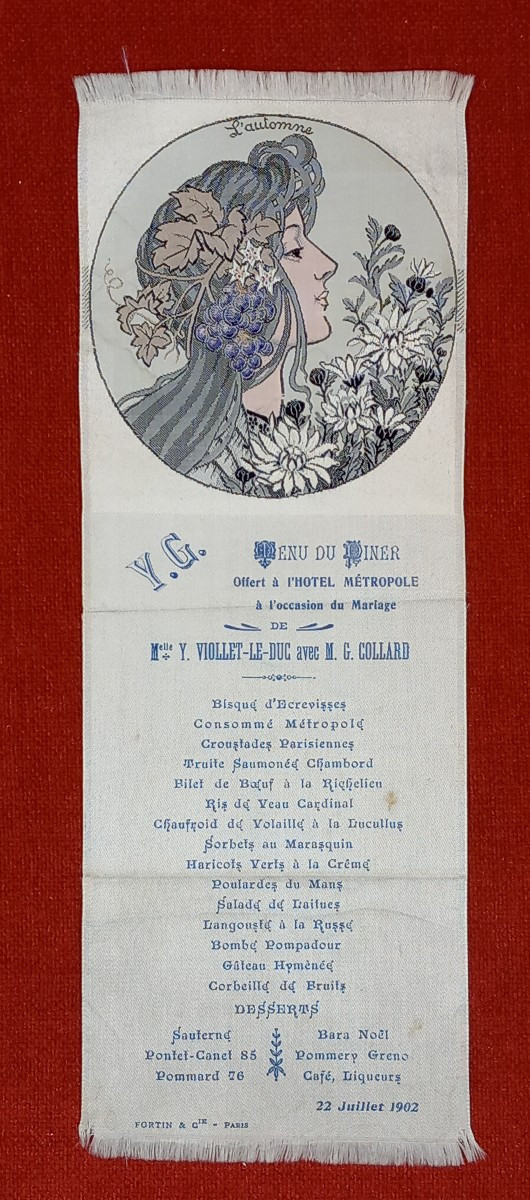 L'automne
Y.G.
MENU DU DINER
Offert à l'HOTEL MÉTROPOLE
à l'occasion du Mariage
DE
Melle Y. VIOLLET-LE-DUC avec M. G. COLLARD
Bisque d'Ecrevisses
Consommé Métropole
Croustades Parisiennes
Truite Saumonée Chambord
Filet de Bœuf à la Richelieu
Ris de Veau Cardinal
Chaufroid de Volaille à la Lucullus
Sorbets au Marasquin
Haricots Verts à la Crême
Poulardes du Mans
Salade de Laitues
Langouste à la Russe
Bombe Pompadour
Gâteau Hyménée
Corbeille de Fruits
DESSERTS
Sauterne Bara Noël
Pontet-Canet 85 Pommery Greno
Pommard 76 Café, Liqueurs
22 Juillet 1902
FORTIN & CIE - PARIS